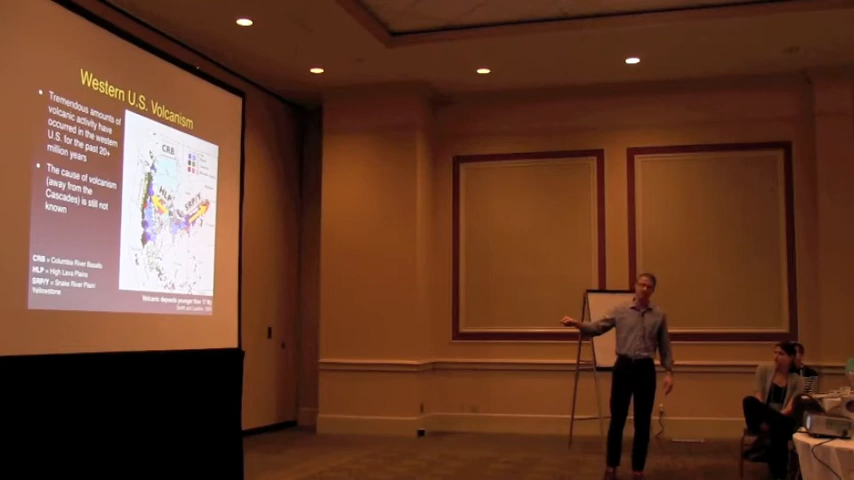 Western U.S. Volcanism
• Tremendous amounts of
volcanic activity have
occurred in the western
U.S. for the past 20+
million years
• The cause of volcanism
(away from the
Cascades) is still not
known
CRB
HLP
SRP/Y
CRB = Columbia River Basalts
HLP = High Lava Plains
SRP/Y = Snake River Plain/
Yellowstone
Volcanic deposits younger than 17 My